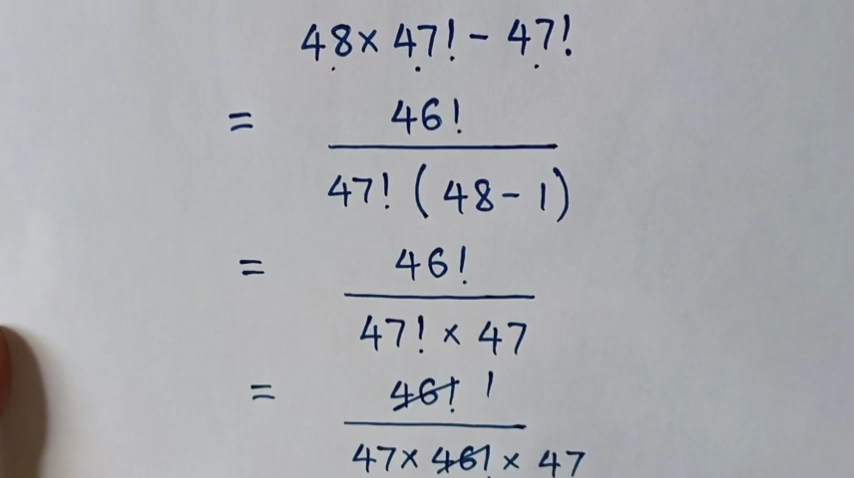 48 × 47! - 47!
= 46!
47! (48 - 1)
= 46!
47! × 47
= 46! 1
47 × 46! × 47